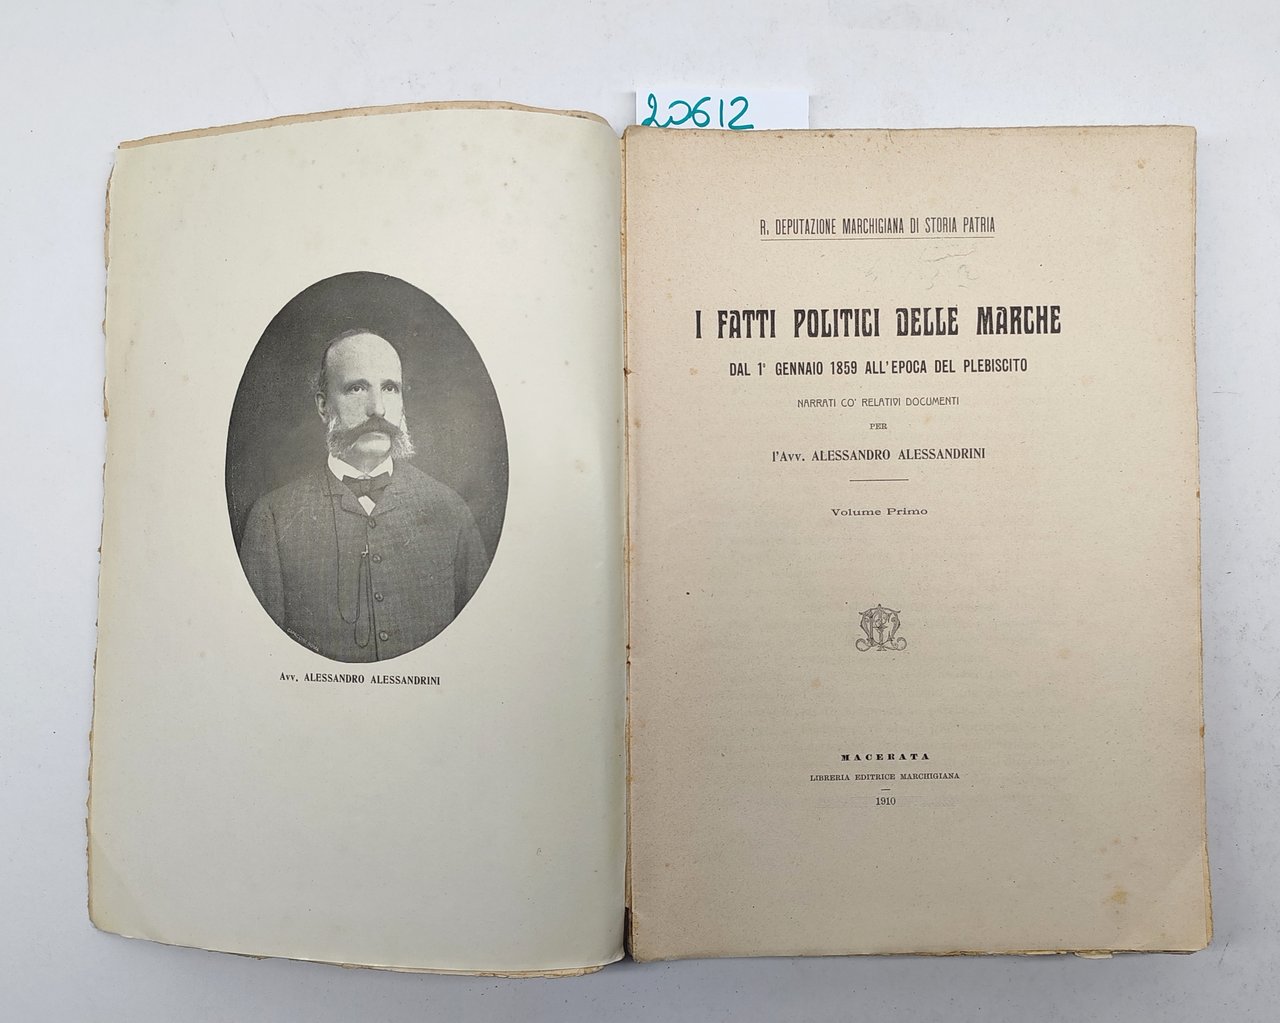 20612
Avv. ALESSANDRO ALESSANDRINI
R. DEPUTAZIONE MARCHIGIANA DI STORIA PATRIA
I FATTI POLITICI DELLE MARCHE
DAL 1° GENNAIO 1859 ALL'EPOCA DEL PLEBISCITO
NARRATI CO' RELATIVI DOCUMENTI
PER
l'Avv. ALESSANDRO ALESSANDRINI
Volume Primo
MACERATA
LIBRERIA EDITRICE MARCHIGIANA
1910